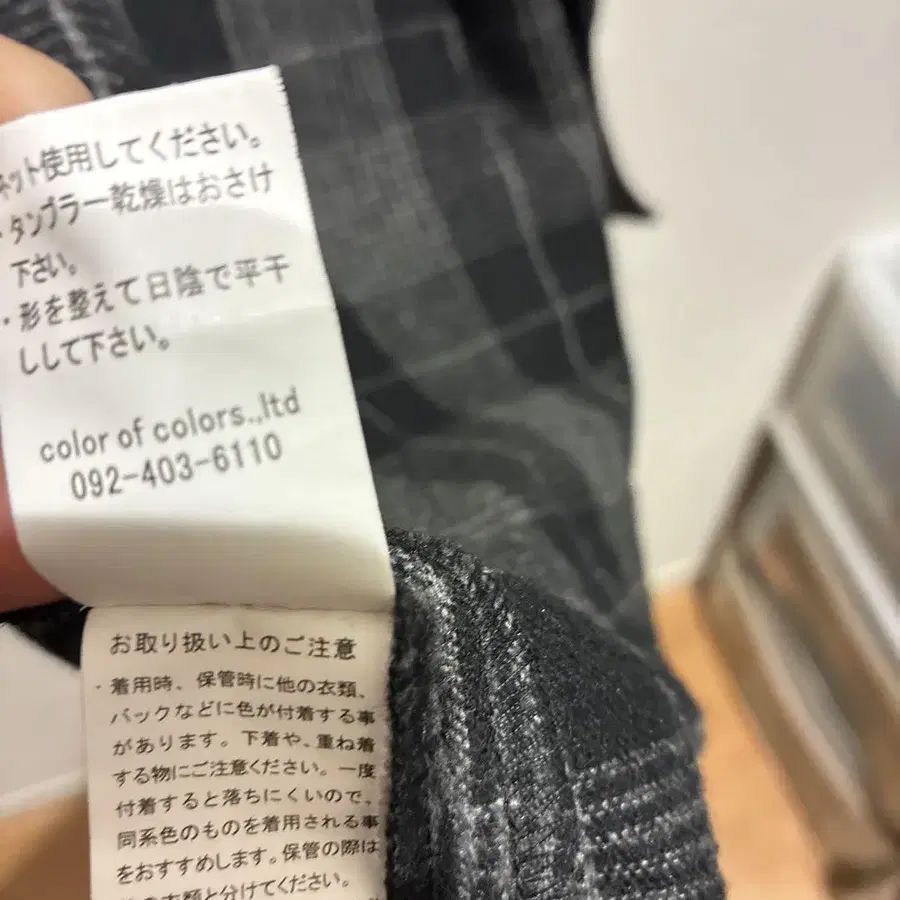 ネット使用してください。
・タンブラー乾燥はおさけ
下さい。
・形を整えて日陰で平干
ししで下さい。
color of colors.,ltd
092-403-6110
お取り扱い上のご注意
・着用時、保管時に他の衣類、
バックなどに色が付着する事
があります。下着や、重ね着
する物にご注意ください。一度
付着すると落ちにくいので、
同系色のものを着用される事
をおすすめします。保管の際は
の衣類と分けてください。